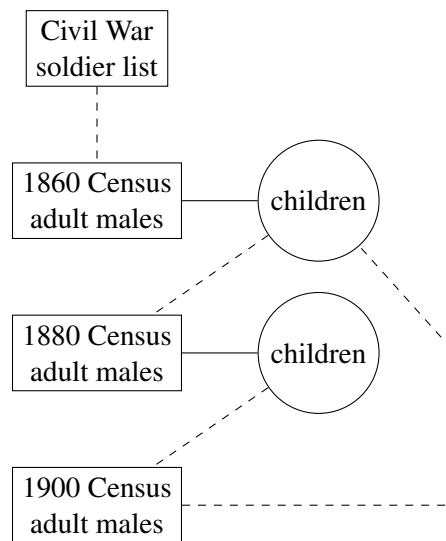 Civil War
soldier list
1860 Census
adult males
children
1880 Census
adult males
children
1900 Census
adult males